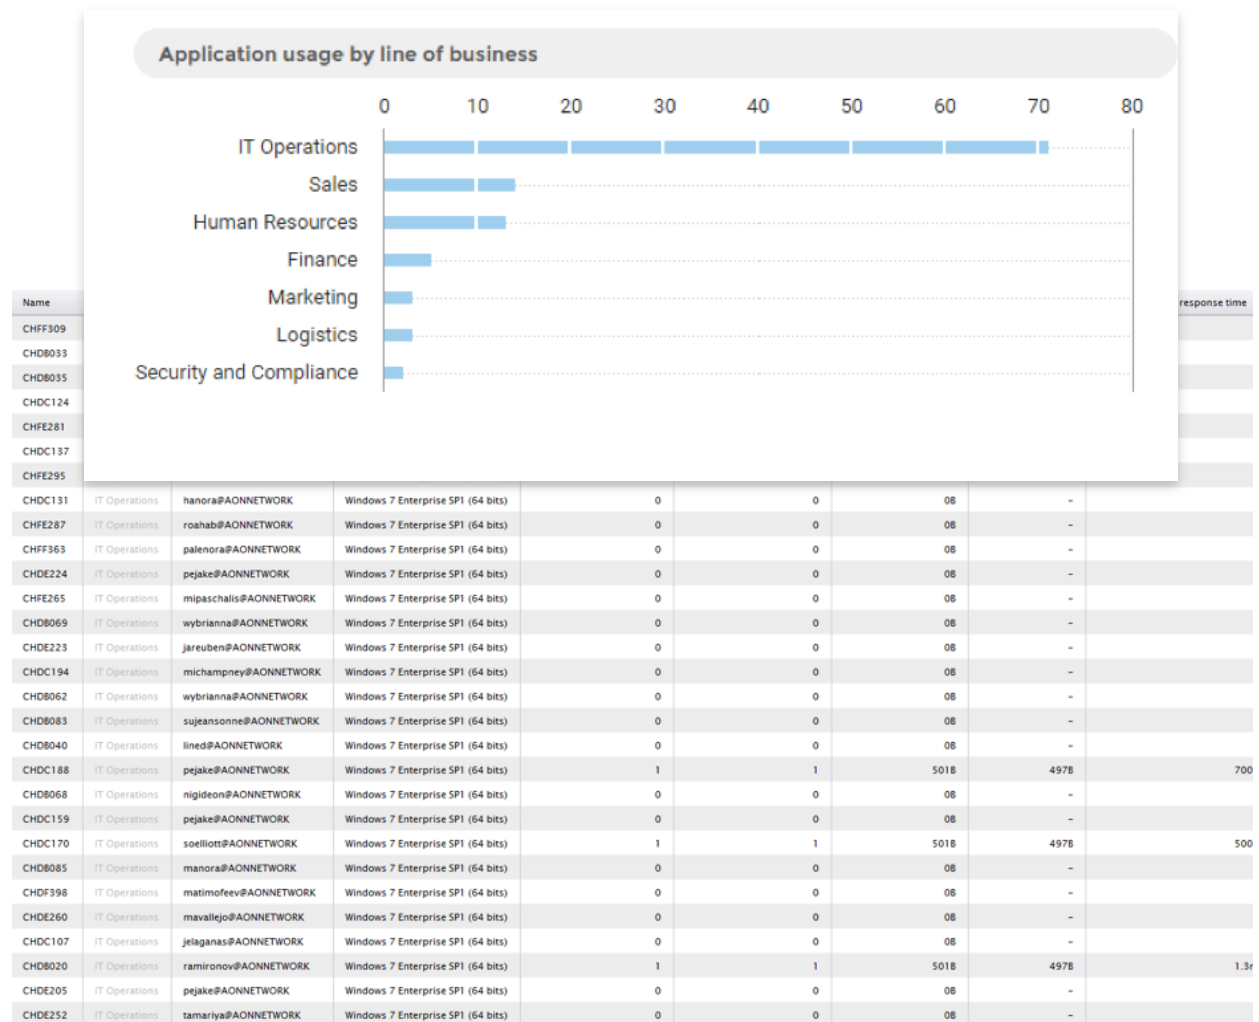 Application usage by line of business
0 10 20 30 40 50 60 70 80
IT Operations
Sales
Human Resources
Finance
Marketing
Logistics
Security and Compliance
Name response time
CHFF309
CHDB033
CHDB035
CHDC124
CHFE281
CHDC137
CHFE295
CHDC131 IT Operations hanora@AONNETWORK Windows 7 Enterprise SP1 (64 bits) 0 0 0B -
CHFE287 IT Operations roahab@AONNETWORK Windows 7 Enterprise SP1 (64 bits) 0 0 0B -
CHFF363 IT Operations palenora@AONNETWORK Windows 7 Enterprise SP1 (64 bits) 0 0 0B -
CHDE224 IT Operations pejake@AONNETWORK Windows 7 Enterprise SP1 (64 bits) 0 0 0B -
CHFE265 IT Operations mipaschalis@AONNETWORK Windows 7 Enterprise SP1 (64 bits) 0 0 0B -
CHDB069 IT Operations wybrianna@AONNETWORK Windows 7 Enterprise SP1 (64 bits) 0 0 0B -
CHDE223 IT Operations jareuben@AONNETWORK Windows 7 Enterprise SP1 (64 bits) 0 0 0B -
CHDC194 IT Operations michampney@AONNETWORK Windows 7 Enterprise SP1 (64 bits) 0 0 0B -
CHDB062 IT Operations wybrianna@AONNETWORK Windows 7 Enterprise SP1 (64 bits) 0 0 0B -
CHDB083 IT Operations sujeansonne@AONNETWORK Windows 7 Enterprise SP1 (64 bits) 0 0 0B -
CHDB040 IT Operations lined@AONNETWORK Windows 7 Enterprise SP1 (64 bits) 0 0 0B -
CHDC188 IT Operations pejake@AONNETWORK Windows 7 Enterprise SP1 (64 bits) 1 1 501B 497B 700
CHDB068 IT Operations nigideon@AONNETWORK Windows 7 Enterprise SP1 (64 bits) 0 0 0B -
CHDC159 IT Operations pejake@AONNETWORK Windows 7 Enterprise SP1 (64 bits) 0 0 0B -
CHDC170 IT Operations soelliott@AONNETWORK Windows 7 Enterprise SP1 (64 bits) 1 1 501B 497B 500
CHDB085 IT Operations manora@AONNETWORK Windows 7 Enterprise SP1 (64 bits) 0 0 0B -
CHDF398 IT Operations matimofeev@AONNETWORK Windows 7 Enterprise SP1 (64 bits) 0 0 0B -
CHDE260 IT Operations mavallejo@AONNETWORK Windows 7 Enterprise SP1 (64 bits) 0 0 0B -
CHDC107 IT Operations jelaganas@AONNETWORK Windows 7 Enterprise SP1 (64 bits) 0 0 0B -
CHDB020 IT Operations ramironov@AONNETWORK Windows 7 Enterprise SP1 (64 bits) 1 1 501B 497B 1.3
CHDE205 IT Operations pejake@AONNETWORK Windows 7 Enterprise SP1 (64 bits) 0 0 0B -
CHDE252 IT Operations tamariya@AONNETWORK Windows 7 Enterprise SP1 (64 bits) 0 0 0B -